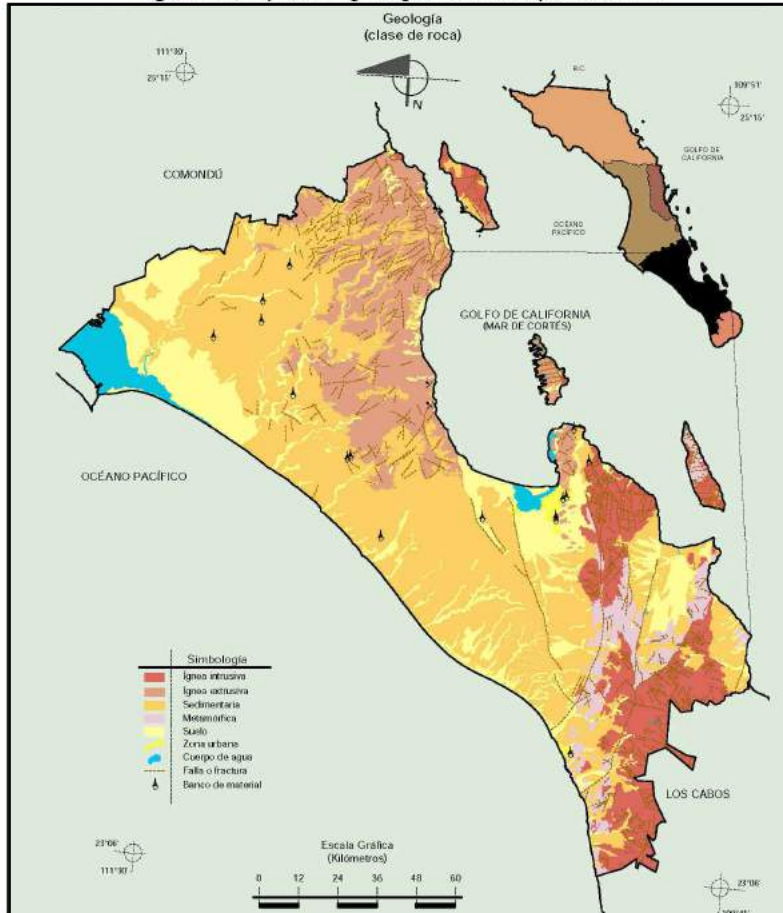 Geología
(clase de roca)
111°30'
25°15'
N
B.C.
109°51'
25°15'
GOLFO DE
CALIFORNIA
OCÉANO
PACÍFICO
COMONDÚ
GOLFO DE CALIFORNIA
(MAR DE CORTÉS)
OCÉANO PACÍFICO
Simbología
Ígnea intrusiva
Ígnea extrusiva
Sedimentaria
Metamórfica
Suelo
Zona urbana
Cuerpo de agua
Falla o fractura
Banco de material
LOS CABOS
23°06'
111°30'
Escala Gráfica
(Kilómetros)
0 12 24 36 48 60
23°06'